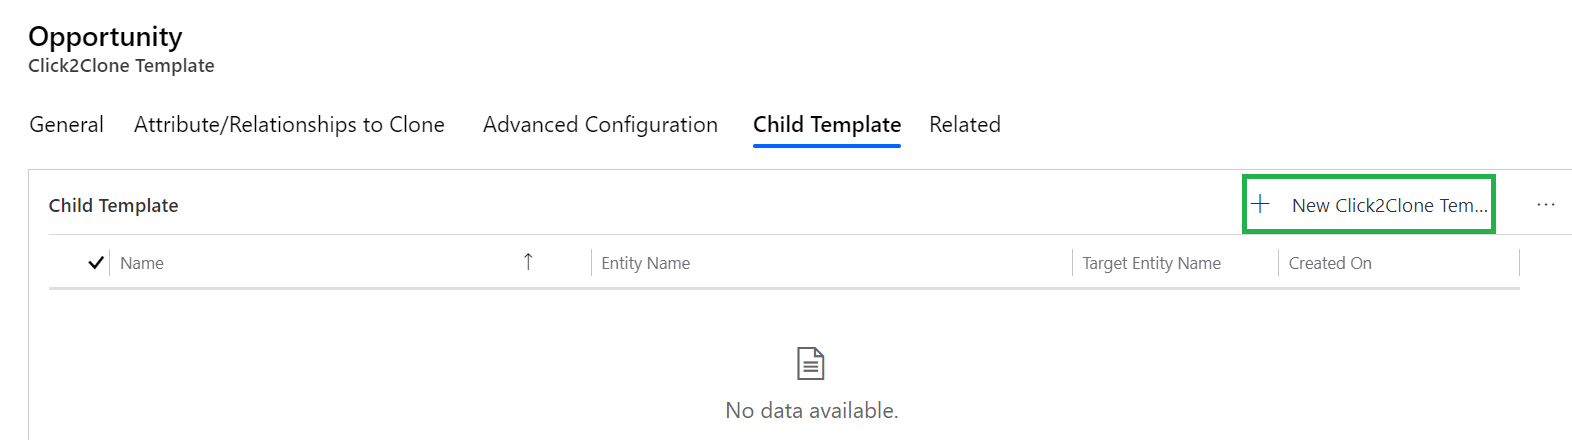 Opportunity
Click2Clone Template
General Attribute/Relationships to Clone Advanced Configuration Child Template Related
Child Template + New Click2Clone Tem... ...
Name ↑ Entity Name Target Entity Name Created On
No data available.